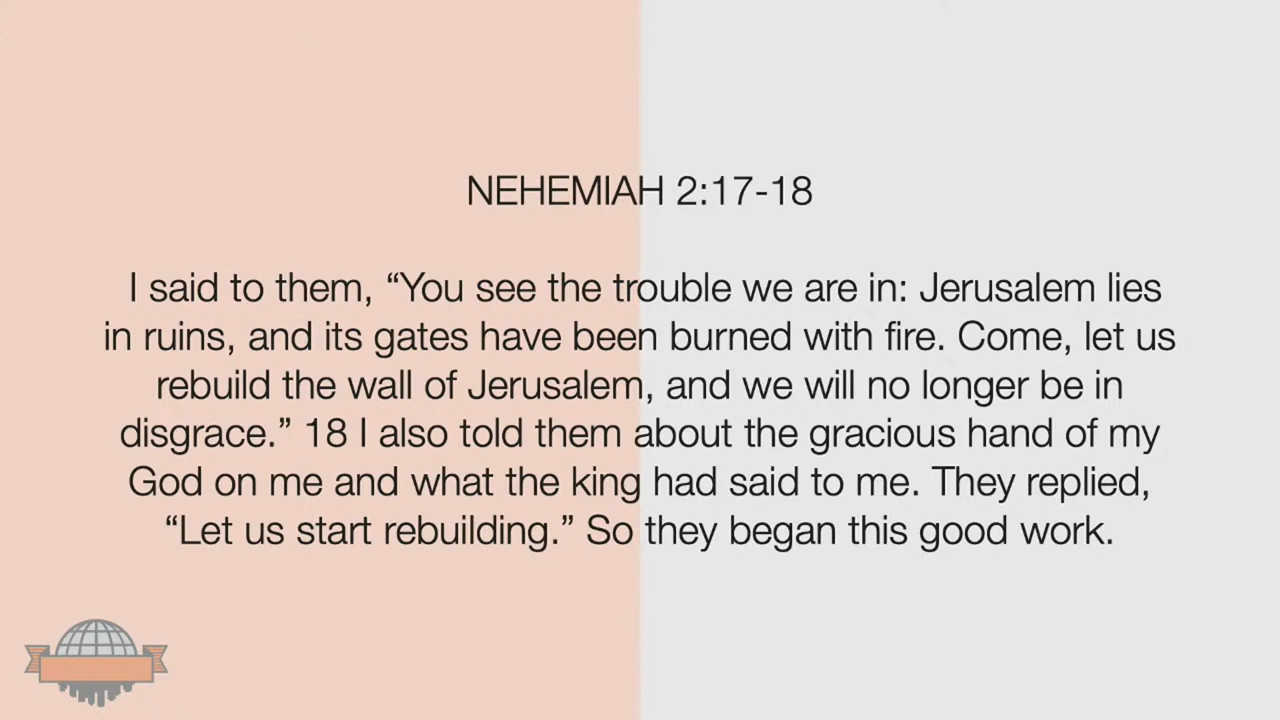 NEHEMIAH 2:17-18
I said to them, “You see the trouble we are in: Jerusalem lies
in ruins, and its gates have been burned with fire. Come, let us
rebuild the wall of Jerusalem, and we will no longer be in
disgrace.” 18 I also told them about the gracious hand of my
God on me and what the king had said to me. They replied,
“Let us start rebuilding.” So they began this good work.